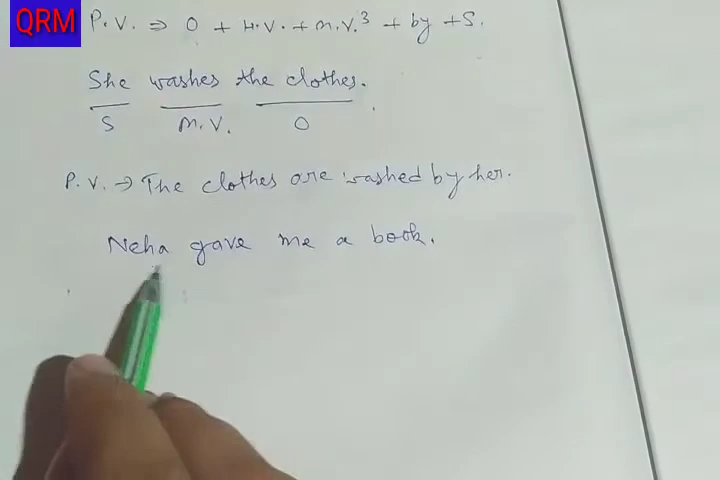 QRM
P.V. ⇒ O + H.V. + M.V.³ + by + S.
She washes the clothes.
S M.V. O
P.V. → The clothes are washed by her.
Neha gave me a book.